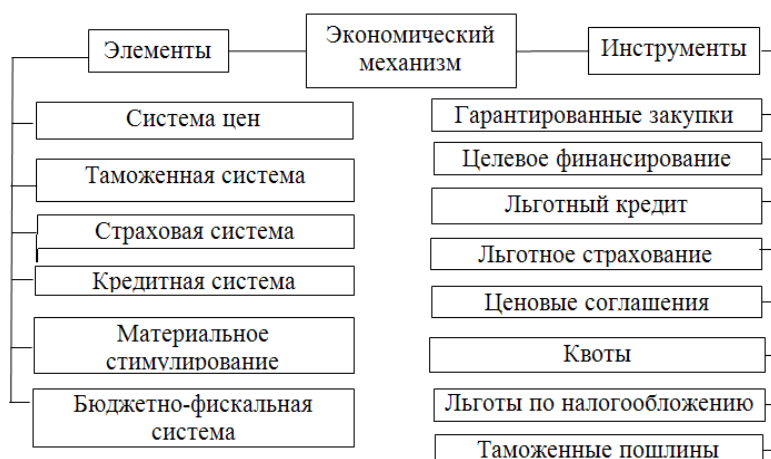 Экономический
механизм
Элементы
Инструменты
Система цен
Таможенная система
Страховая система
Кредитная система
Материальное
стимулирование
Бюджетно-фискальная
система
Гарантированные закупки
Целевое финансирование
Льготный кредит
Льготное страхование
Ценовые соглашения
Квоты
Льготы по налогообложению
Таможенные пошлины